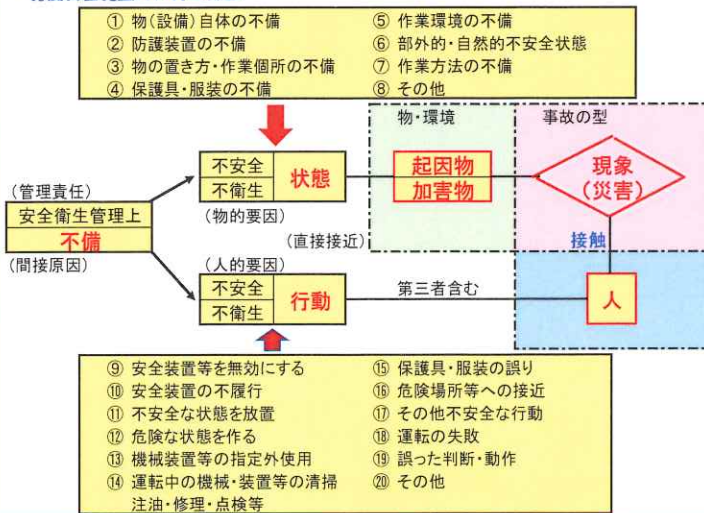 ① 物(設備)自体の不備
② 防護装置の不備
③ 物の置き方・作業個所の不備
④ 保護具・服装の不備
⑤ 作業環境の不備
⑥ 部外的・自然的不安全状態
⑦ 作業方法の不備
⑧ その他
物・環境
事故の型
不安全
不衛生
状態
(物的要因)
起因物
加害物
現象
(災害)
(管理責任)
安全衛生管理上
不備
(間接原因)
(直接接近)
接触
(人的要因)
不安全
不衛生
行動
第三者含む
人
⑨ 安全装置等を無効にする
⑩ 安全装置の不履行
⑪ 不安全な状態を放置
⑫ 危険な状態を作る
⑬ 機械装置等の指定外使用
⑭ 運転中の機械・装置等の清掃
注油・修理・点検等
⑮ 保護具・服装の誤り
⑯ 危険場所等への接近
⑰ その他不安全な行動
⑱ 運転の失敗
⑲ 誤った判断・動作
⑳ その他